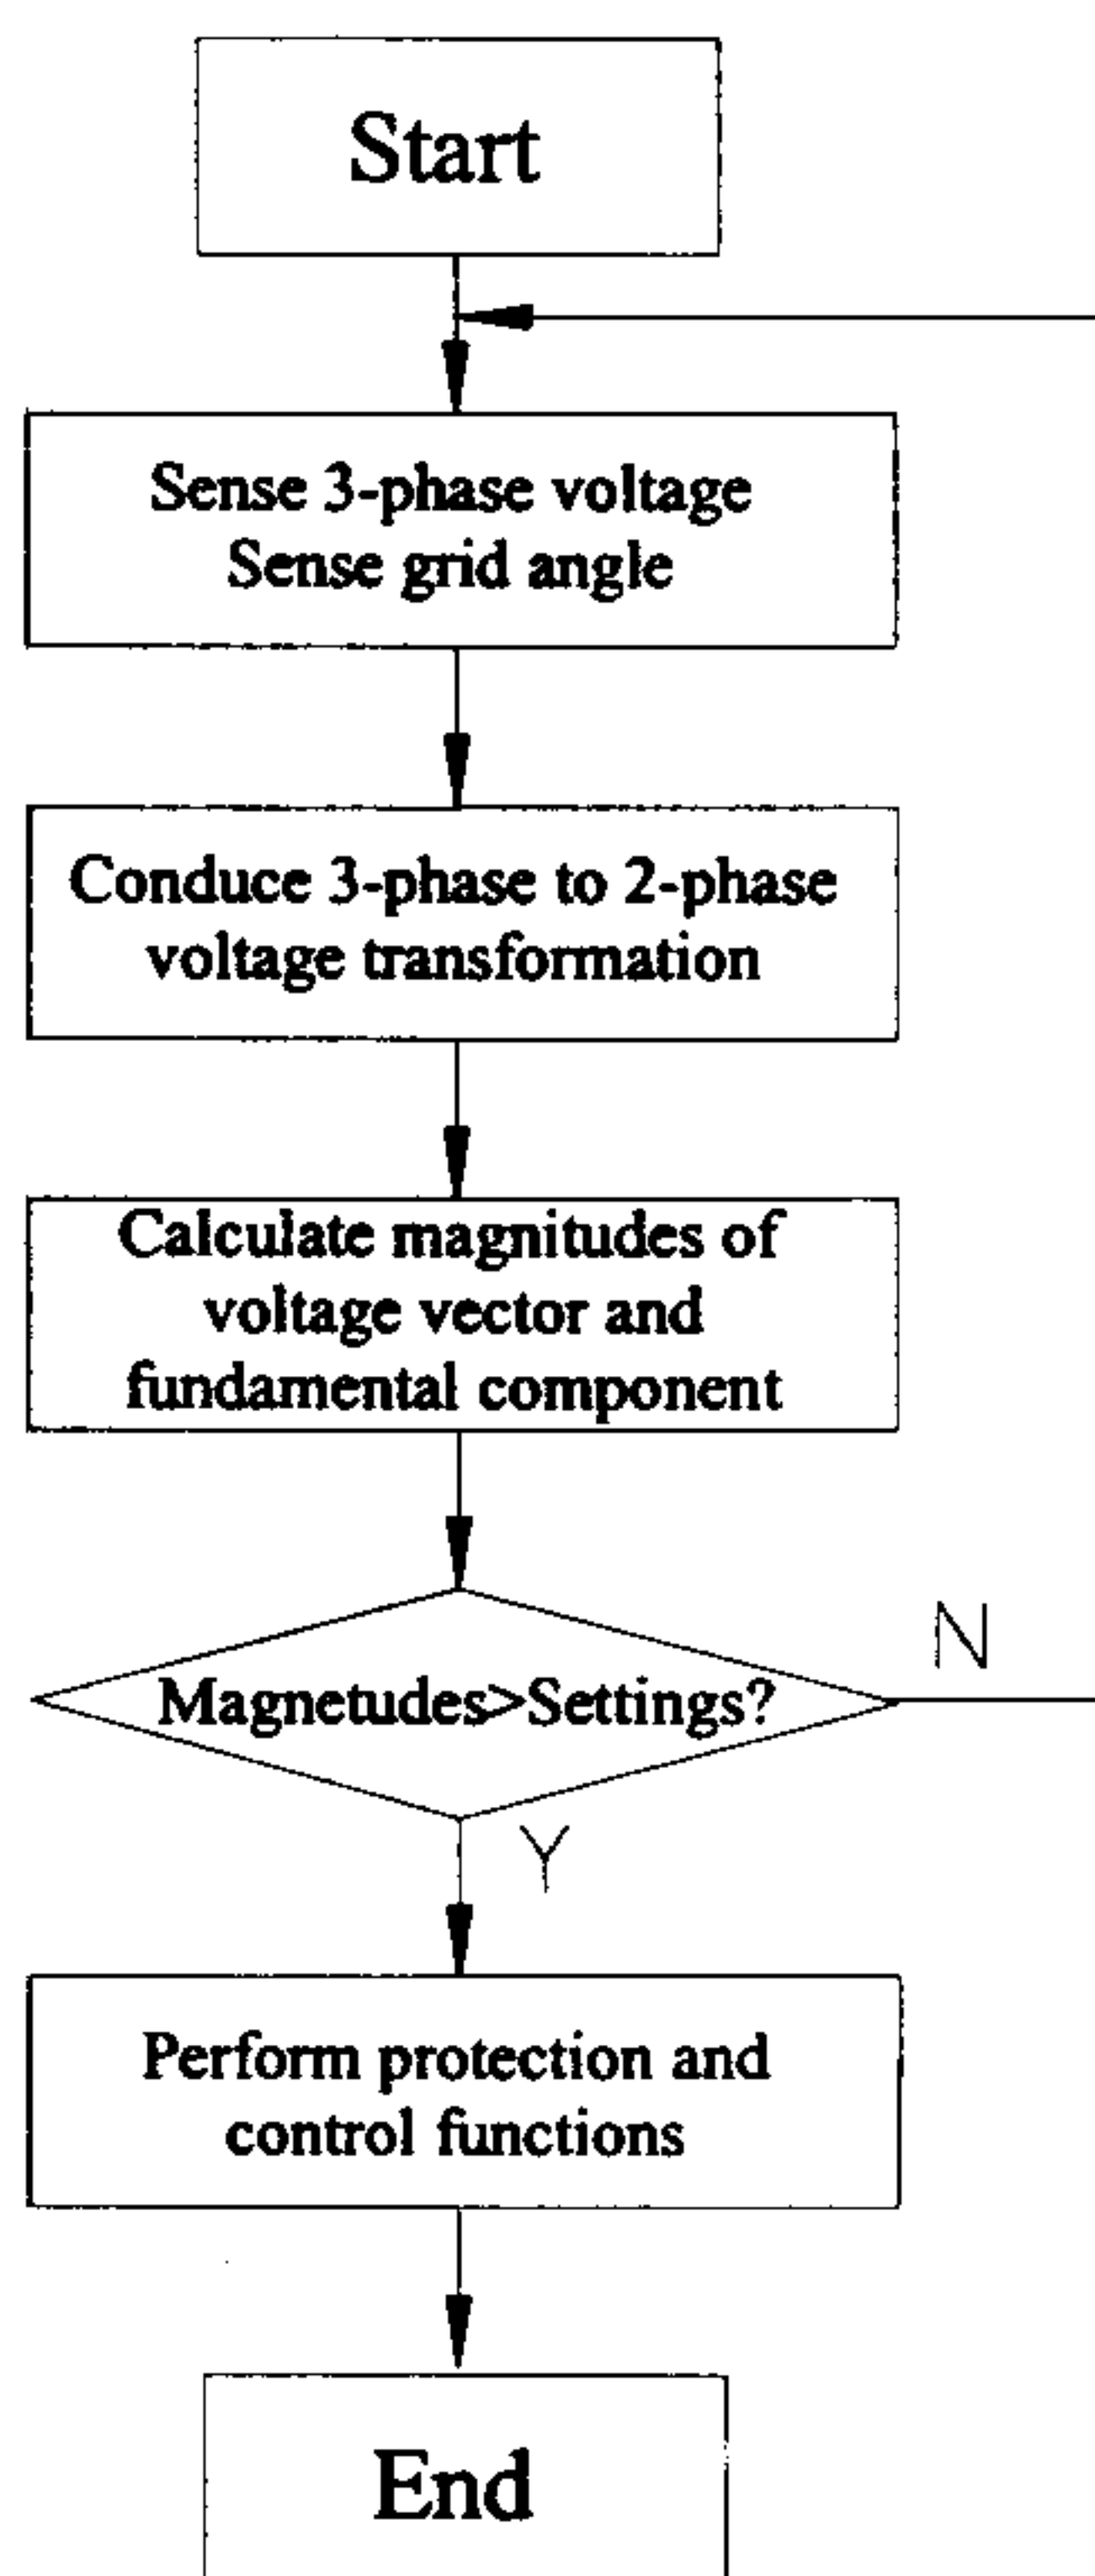 Start
Sense 3-phase voltage
Sense grid angle
Conduce 3-phase to 2-phase
voltage transformation
Calculate magnitudes of
voltage vector and
fundamental component
N
Magnetudes>Settings?
Y
Perform protection and
control functions
End